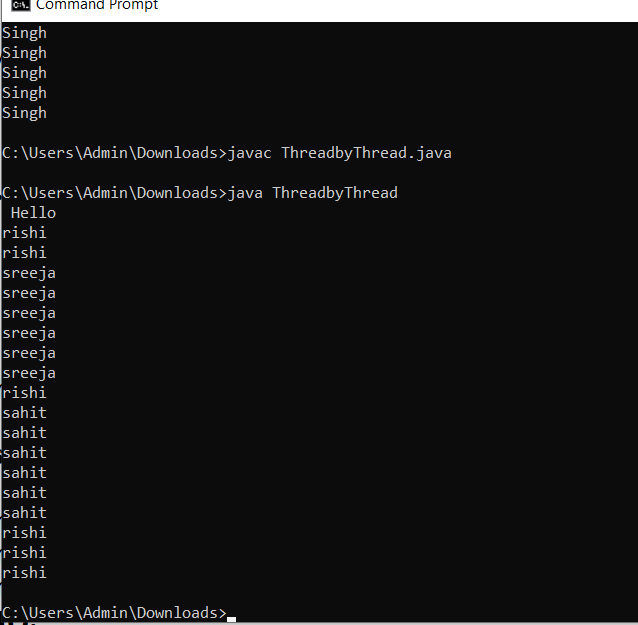 Command Prompt
Singh
Singh
Singh
Singh
Singh
C:\Users\Admin\Downloads>javac ThreadbyThread.java
C:\Users\Admin\Downloads>java ThreadbyThread
 Hello
rishi
rishi
sreeja
sreeja
sreeja
sreeja
sreeja
sreeja
rishi
sahit
sahit
sahit
sahit
sahit
sahit
rishi
rishi
rishi
C:\Users\Admin\Downloads>